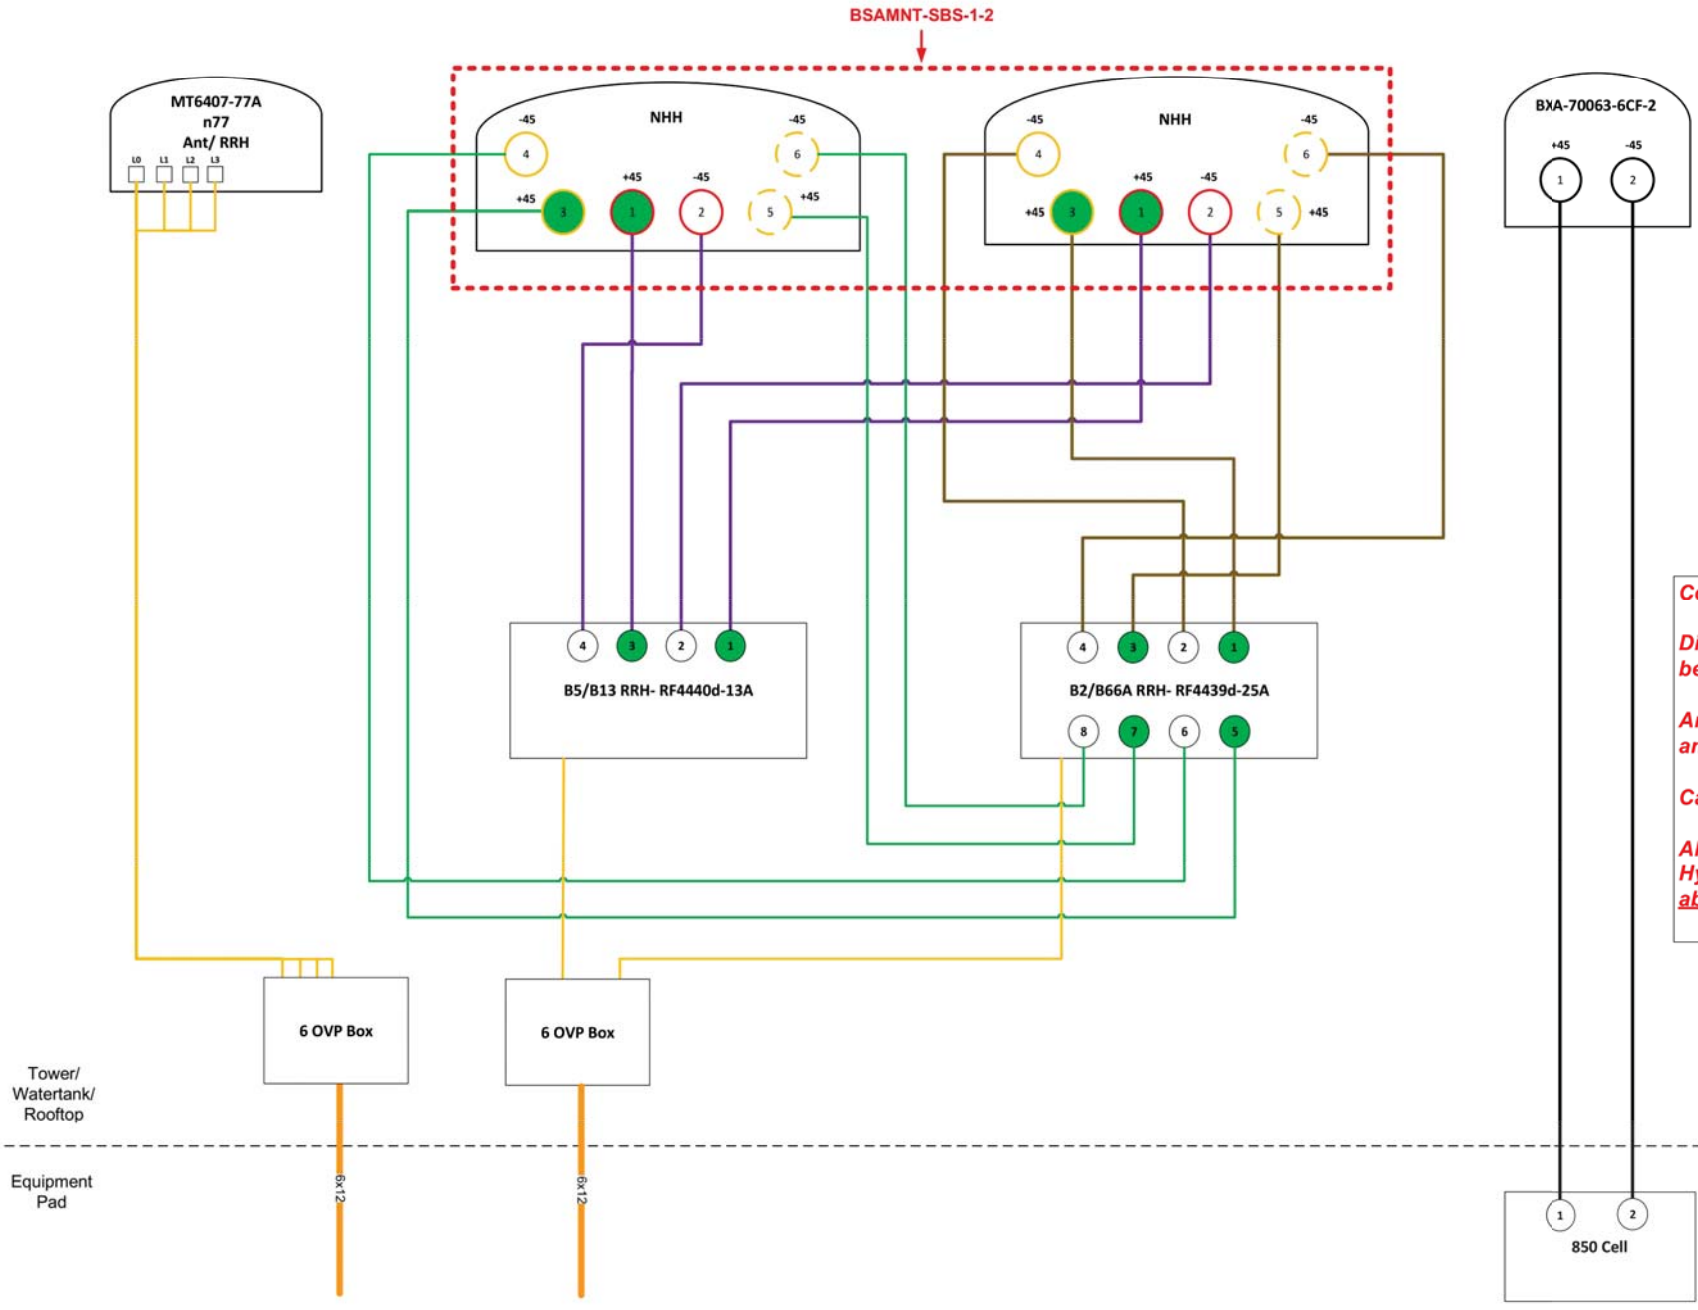 BSAMNT-SBS-1-2
MT6407-77A
n77
Ant/ RRH
L0 L1 L2 L3
NHH
-45 -45
4 6
+45 +45 -45 +45
3 1 2 5
NHH
-45 -45
4 6
+45 +45 -45 +45
3 1 2 5
BXA-70063-6CF-2
+45 -45
1 2
4 3 2 1
B5/B13 RRH- RF4440d-13A
4 3 2 1
B2/B66A RRH- RF4439d-25A
8 7 6 5
6 OVP Box
6 OVP Box
Tower/
Watertank/
Rooftop
Equipment
Pad
6x12
6x12
1 2
850 Cell